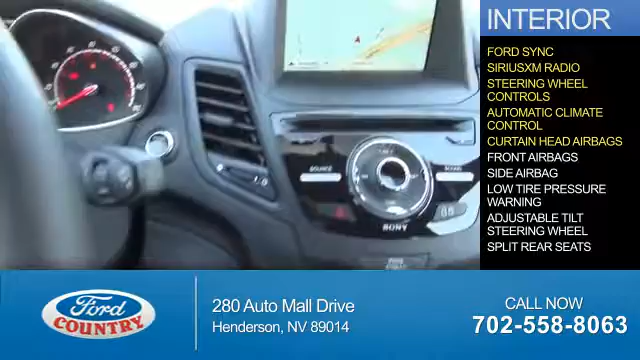 INTERIOR
FORD SYNC
SIRIUSXM RADIO
STEERING WHEEL
CONTROLS
AUTOMATIC CLIMATE
CONTROL
CURTAIN HEAD AIRBAGS
FRONT AIRBAGS
SIDE AIRBAG
LOW TIRE PRESSURE
WARNING
ADJUSTABLE TILT
STEERING WHEEL
SPLIT REAR SEATS
SOURCE
SONY
Ford
COUNTRY
280 Auto Mall Drive
Henderson, NV 89014
CALL NOW
702-558-8063